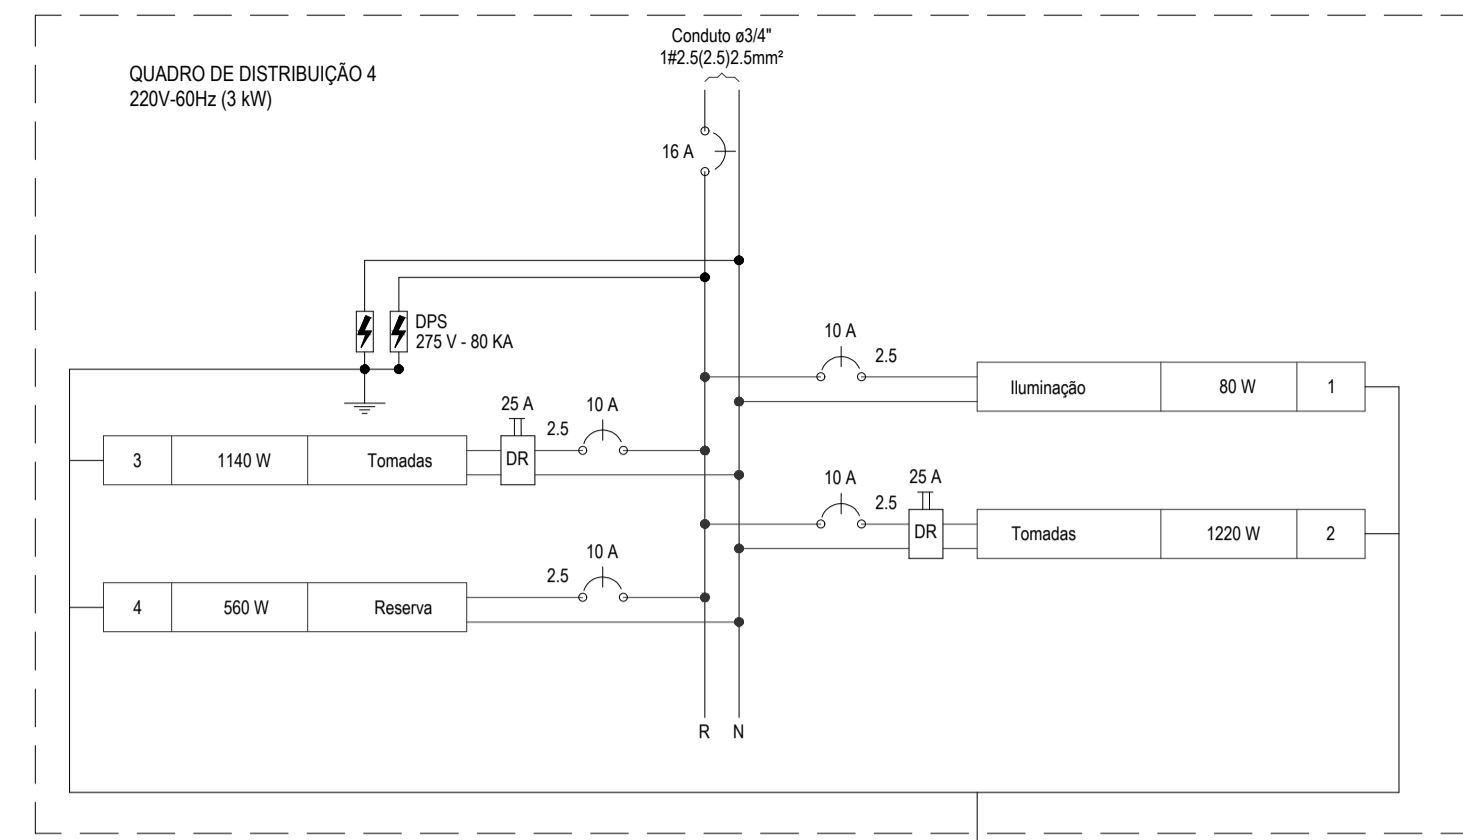 Conduto ø3/4"
1#2.5(2.5)2.5mm²
QUADRO DE DISTRIBUIÇÃO 4
220V-60Hz (3 kW)
16 A
DPS
275 V - 80 KA
10 A
2.5
Iluminação 80 W 1
25 A
10 A
2.5
3 1140 W Tomadas DR
10 A
25 A
2.5
DR Tomadas 1220 W 2
10 A
2.5
4 560 W Reserva
R N